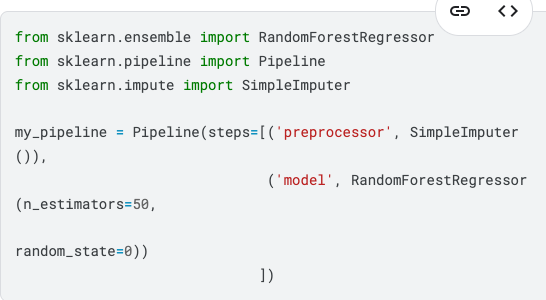 from sklearn.ensemble import RandomForestRegressor
from sklearn.pipeline import Pipeline
from sklearn.impute import SimpleImputer
my_pipeline = Pipeline(steps=[('preprocessor', SimpleImputer
()),
('model', RandomForestRegressor
(n_estimators=50,
random_state=0))
])